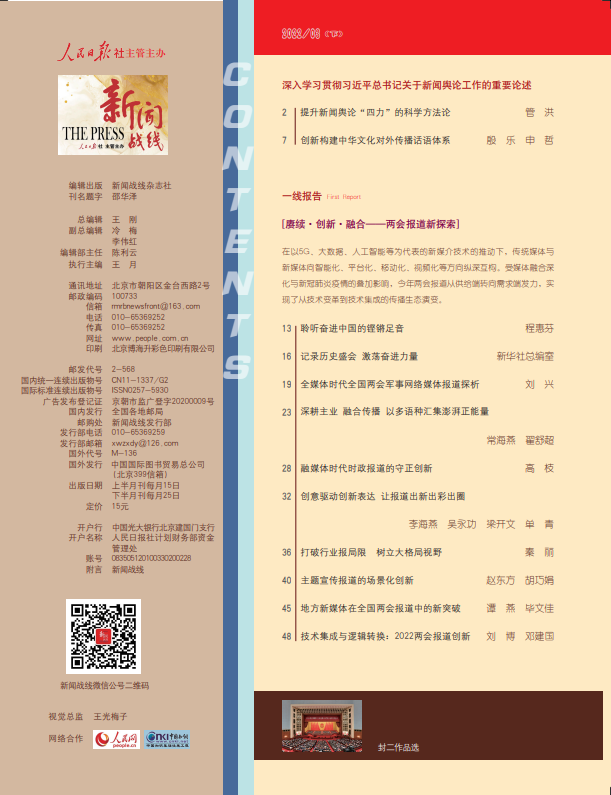 人民日报 社主管主办
新闻战线
THE PRESS
人民日报 社 主管主办
编辑出版 新闻战线杂志社
刊名题字 邵华泽
总编辑 王 刚
副总编辑 冷 梅
李伟红
编辑部主任 陈利云
执行主编 王 月
通讯地址 北京市朝阳区金台西路2号
邮政编码 100733
信箱 rmrbnewsfront@163.com
电话 010-65369252
传真 010-65369252
网址 www.people.com.cn
印刷 北京博海升彩色印刷有限公司
邮发代号 2-568
国内统一连续出版物号 CN11-1337/G2
国际标准连续出版物号 ISSN0257-5930
广告发布登记证 京朝市监广登字20200009号
国内发行 全国各地邮局
邮购处 新闻战线发行部
发行部电话 010-65369259
发行部邮箱 xwzxdy@126.com
国外代号 M-136
国外发行 中国国际图书贸易总公司
(北京399信箱)
出版日期 上半月刊每月15日
下半月刊每月25日
定价 15元
开户行 中国光大银行北京建国门支行
开户名称 人民日报社计划财务部资金
管理处
账号 083505120100330200228
附言 新闻战线
新闻战线微信公号二维码
视觉总监 王光梅子
网络合作 人民网
people.cn
cnki 中国知网
CONTENTS
2022/03(下)
深入学习贯彻习近平总书记关于新闻舆论工作的重要论述
2 提升新闻舆论“四力”的科学方法论 管 洪
7 创新构建中华文化对外传播话语体系 殷 乐 申 哲
一线报告 First Report
[赓续·创新·融合——两会报道新探索]
在以5G、大数据、人工智能等为代表的新媒介技术的推动下，传统媒体与
新媒体向智能化、平台化、移动化、视频化等方向纵深互构。受媒体融合深
化与新冠肺炎疫情的叠加影响，今年两会报道从供给端转向需求端发力，实
现了从技术变革到技术集成的传播生态演变。
13 聆听奋进中国的铿锵足音 程惠芬
16 记录历史盛会 激荡奋进力量 新华社总编室
19 全媒体时代全国两会军事网络媒体报道探析 刘 兴
23 深耕主业 融合传播 以多语种汇集澎湃正能量
常海燕 翟舒超
28 融媒体时代时政报道的守正创新 高 枝
32 创意驱动创新表达 让报道出新出彩出圈
李海燕 吴永功 梁开文 单 青
36 打破行业报局限 树立大格局视野 秦 丽
40 主题宣传报道的场景化创新 赵东方 胡巧娟
45 地方新媒体在全国两会报道中的新突破 谭 燕 毕文佳
48 技术集成与逻辑转换：2022两会报道创新 刘 博 邓建国
封二作品选